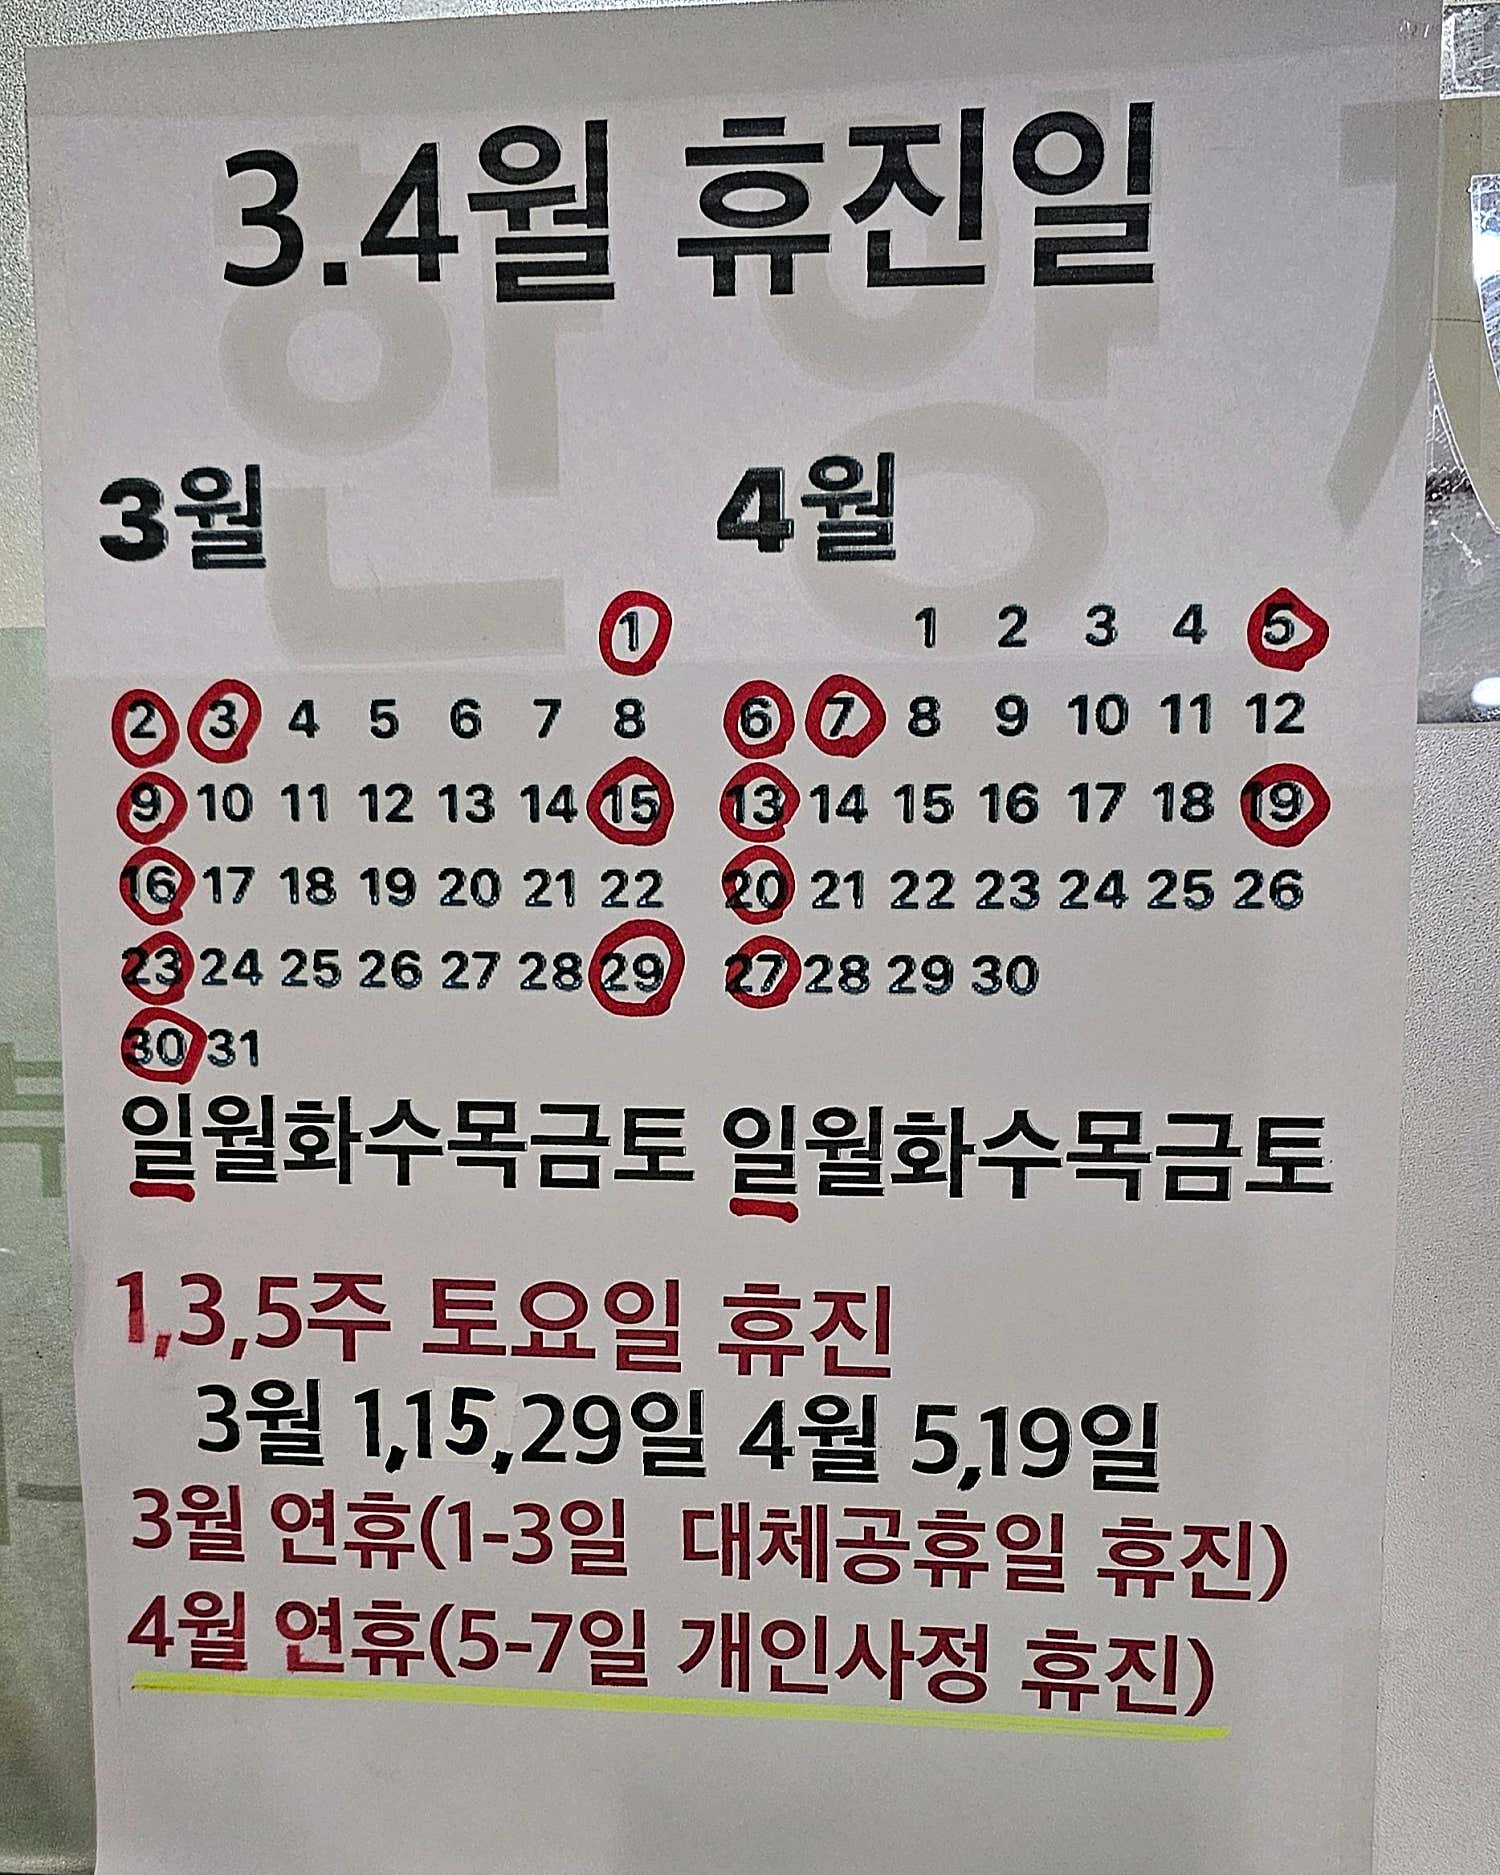 3.4월 휴진일
3월
1
2 3 4 5 6 7 8
9 10 11 12 13 14 15
16 17 18 19 20 21 22
23 24 25 26 27 28 29
30 31
일월화수목금토
4월
1 2 3 4 5
6 7 8 9 10 11 12
13 14 15 16 17 18 19
20 21 22 23 24 25 26
27 28 29 30
일월화수목금토
1,3,5주 토요일 휴진
3월 1,15,29일 4월 5,19일
3월 연휴(1-3일 대체공휴일 휴진)
4월 연휴(5-7일 개인사정 휴진)